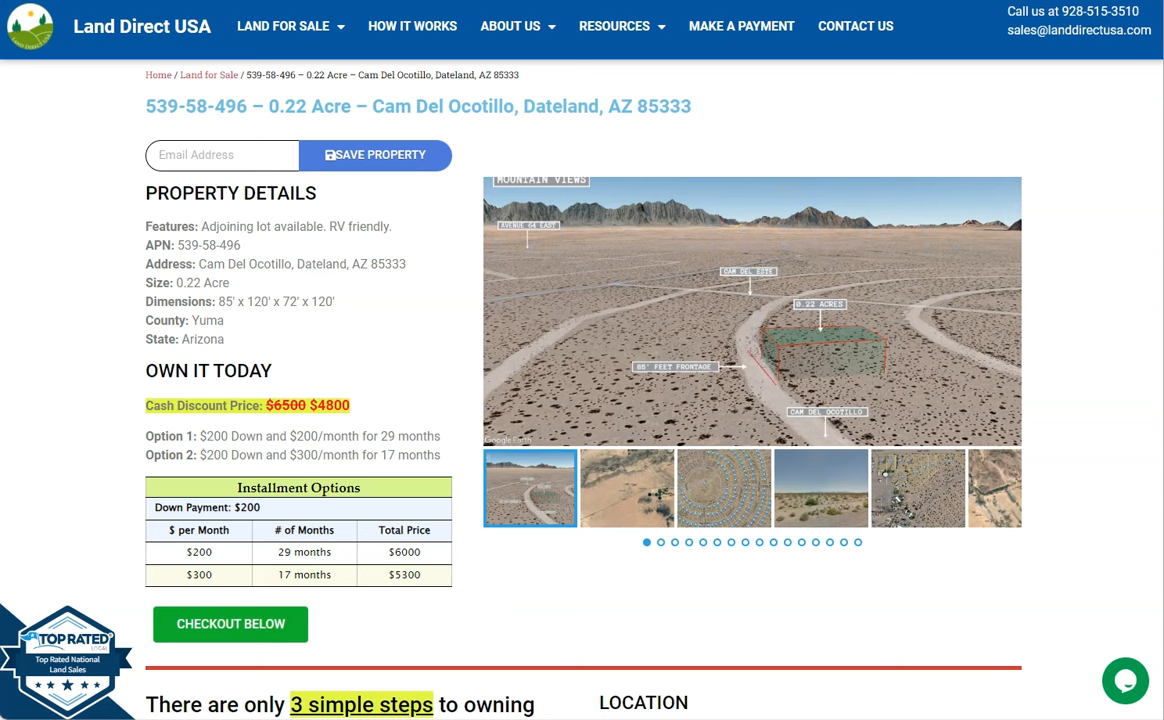 Land Direct USA
LAND FOR SALE
HOW IT WORKS
ABOUT US
RESOURCES
MAKE A PAYMENT
CONTACT US
Call us at 928-515-3510
sales@landdirectusa.com
Home / Land for Sale / 539-58-496 – 0.22 Acre – Cam Del Ocotillo, Dateland, AZ 85333
539-58-496 – 0.22 Acre – Cam Del Ocotillo, Dateland, AZ 85333
Email Address
SAVE PROPERTY
PROPERTY DETAILS
Features: Adjoining lot available. RV friendly.
APN: 539-58-496
Address: Cam Del Ocotillo, Dateland, AZ 85333
Size: 0.22 Acre
Dimensions: 85' x 120' x 72' x 120'
County: Yuma
State: Arizona
OWN IT TODAY
Cash Discount Price: $6500 $4800
Option 1: $200 Down and $200/month for 29 months
Option 2: $200 Down and $300/month for 17 months
Installment Options
Down Payment: $200
$ per Month # of Months Total Price
$200 29 months $6000
$300 17 months $5300
CHECKOUT BELOW
MOUNTAIN VIEWS
AVENUE 64 EAST
CAM DEL ESTE
0.22 ACRES
85' FEET FRONTAGE
CAM DEL OCOTILLO
Google Earth
TOP RATED
LOCAL
Top Rated National
Land Sales
There are only 3 simple steps to owning
LOCATION